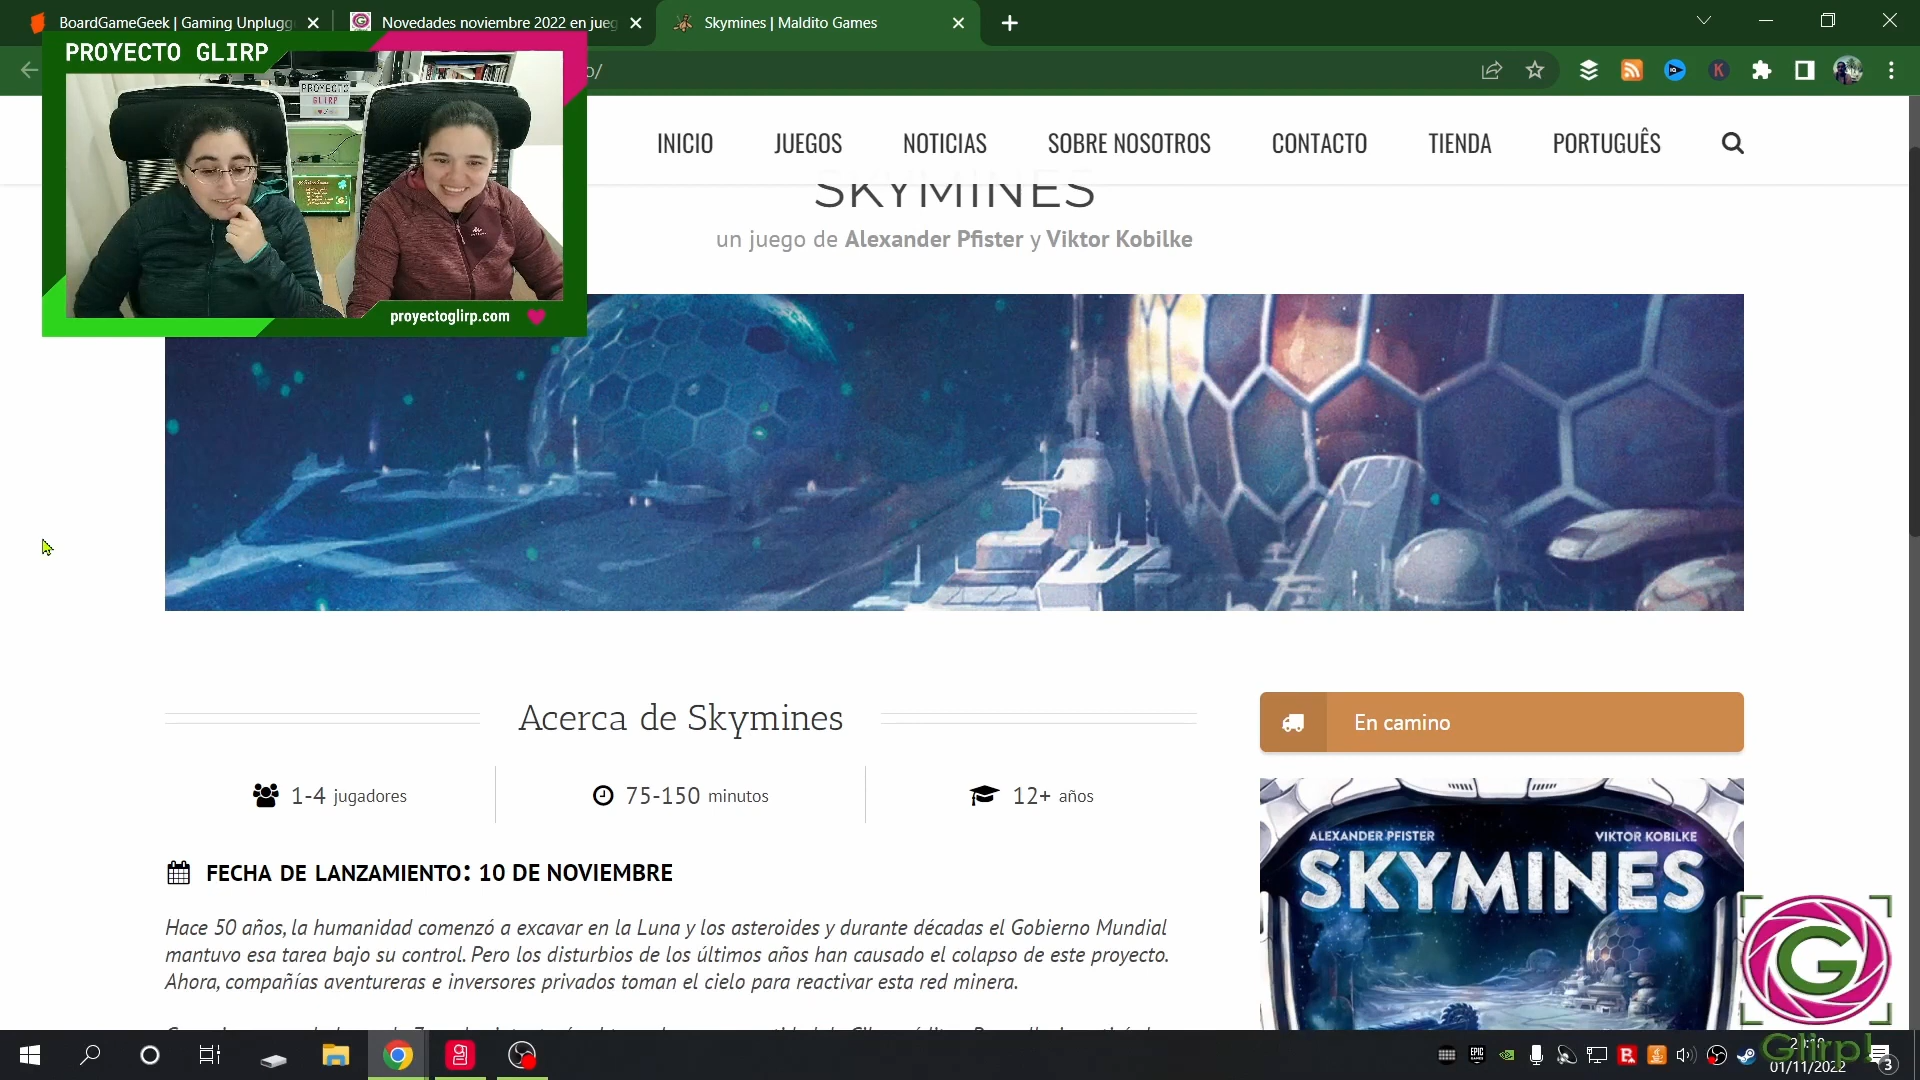 BoardGameGeek | Gaming Unplugg
Novedades noviembre 2022 en jueg
Skymines | Maldito Games
o/
PROYECTO GLIRP
PROYECTO
GLIRP
proyectoglirp.com
INICIO
JUEGOS
NOTICIAS
SOBRE NOSOTROS
CONTACTO
TIENDA
PORTUGUÊS
SKYMINES
un juego de Alexander Pfister y Viktor Kobilke
Acerca de Skymines
En camino
1-4 jugadores
75-150 minutos
12+ años
FECHA DE LANZAMIENTO: 10 DE NOVIEMBRE
Hace 50 años, la humanidad comenzó a excavar en la Luna y los asteroides y durante décadas el Gobierno Mundial
mantuvo esa tarea bajo su control. Pero los disturbios de los últimos años han causado el colapso de este proyecto.
Ahora, compañías aventureras e inversores privados toman el cielo para reactivar esta red minera.
ALEXANDER PFISTER
VIKTOR KOBILKE
SKYMINES
G
Glirp!
01/11/2022
3